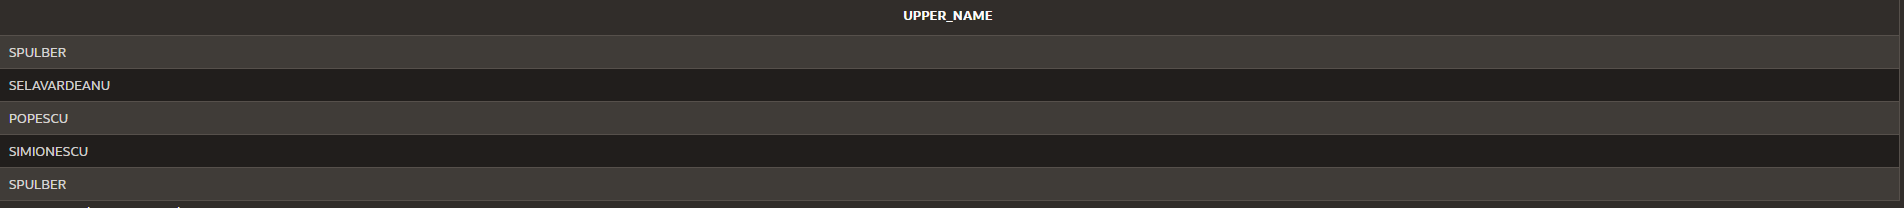 UPPER_NAME
SPULBER
SELAVARDEANU
POPESCU
SIMIONESCU
SPULBER